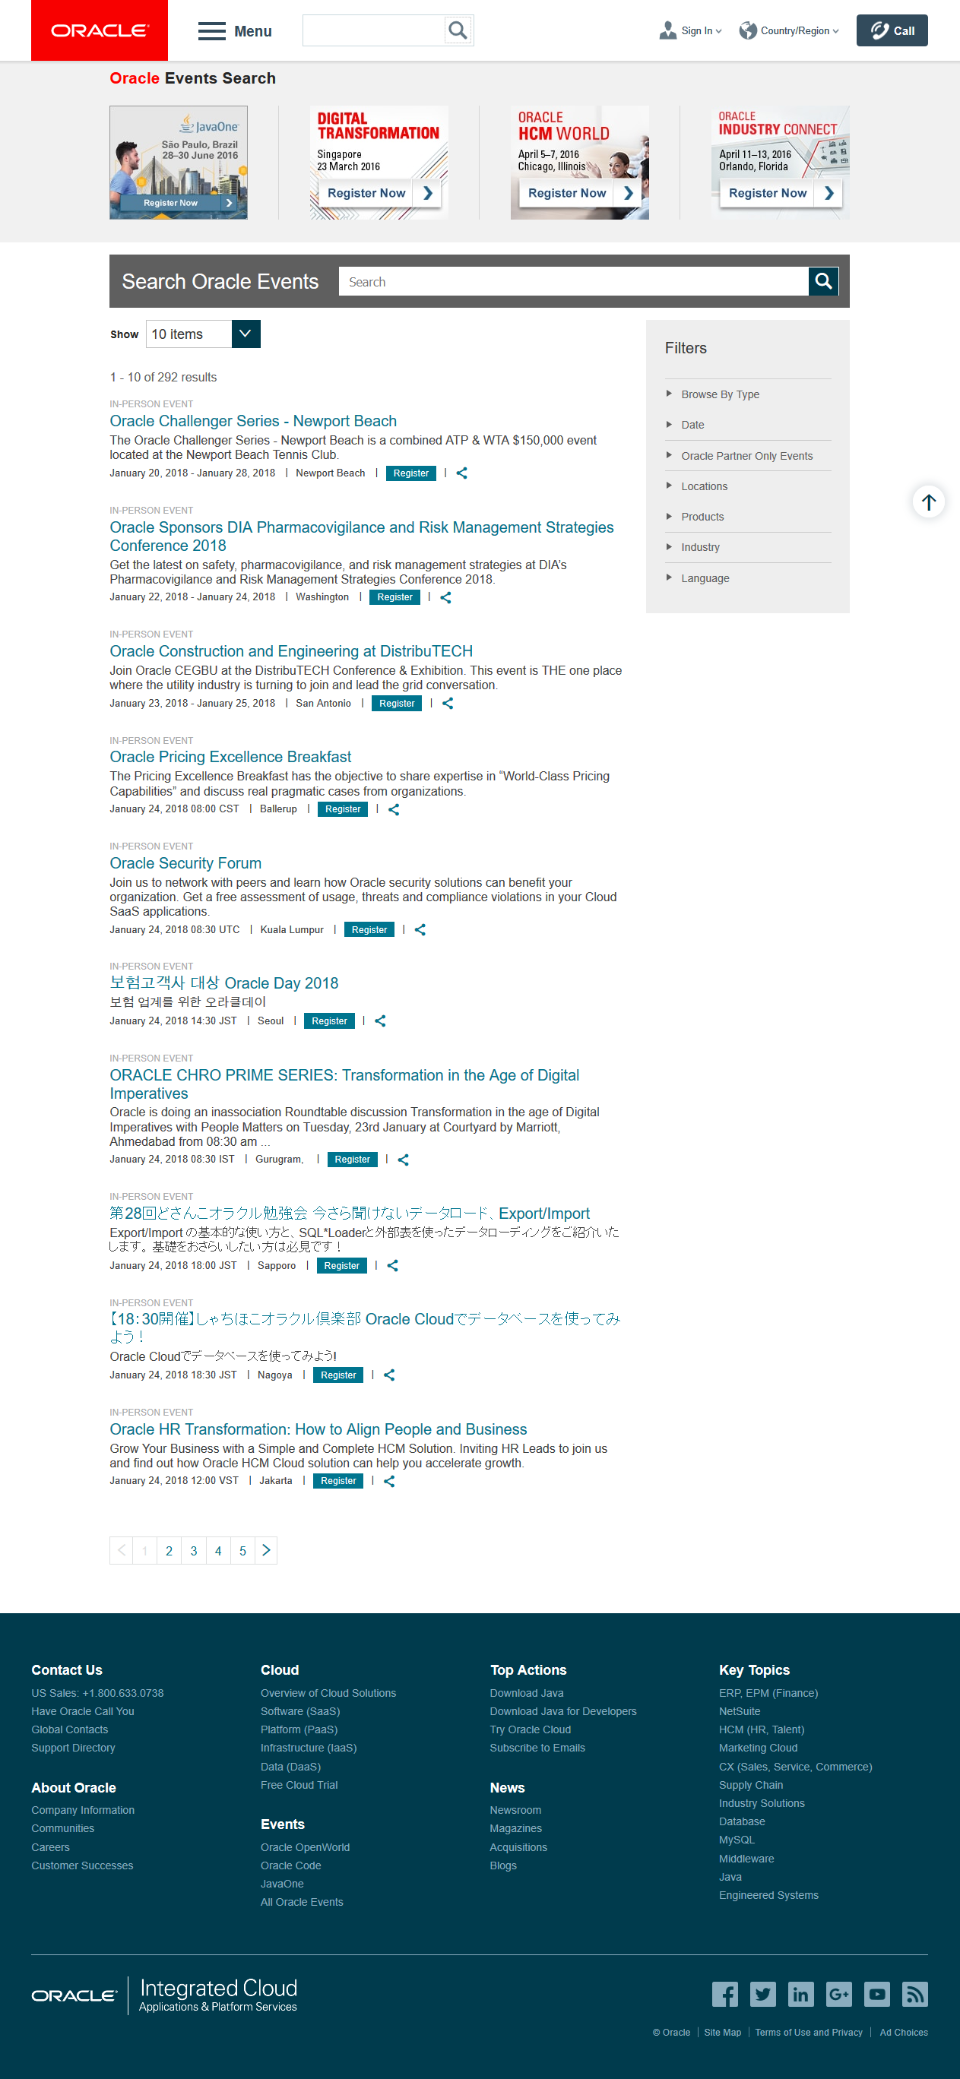 ORACLE
Menu
Sign In
Country/Region
Call
Oracle Events Search
JavaOne
São Paulo, Brazil
28–30 June 2016
Register Now
DIGITAL
TRANSFORMATION
Singapore
23 March 2016
Register Now
ORACLE
HCM WORLD
April 5–7, 2016
Chicago, Illinois
Register Now
ORACLE
INDUSTRY CONNECT
April 11–13, 2016
Orlando, Florida
Register Now
Search Oracle Events
Search
Show
10 items
1 - 10 of 292 results
IN-PERSON EVENT
Oracle Challenger Series - Newport Beach
The Oracle Challenger Series - Newport Beach is a combined ATP & WTA $150,000 event
located at the Newport Beach Tennis Club.
January 20, 2018 - January 28, 2018 | Newport Beach | Register |
IN-PERSON EVENT
Oracle Sponsors DIA Pharmacovigilance and Risk Management Strategies
Conference 2018
Get the latest on safety, pharmacovigilance, and risk management strategies at DIA's
Pharmacovigilance and Risk Management Strategies Conference 2018.
January 22, 2018 - January 24, 2018 | Washington | Register |
IN-PERSON EVENT
Oracle Construction and Engineering at DistribuTECH
Join Oracle CEGBU at the DistribuTECH Conference & Exhibition. This event is THE one place
where the utility industry is turning to join and lead the grid conversation.
January 23, 2018 - January 25, 2018 | San Antonio | Register |
IN-PERSON EVENT
Oracle Pricing Excellence Breakfast
The Pricing Excellence Breakfast has the objective to share expertise in “World-Class Pricing
Capabilities” and discuss real pragmatic cases from organizations.
January 24, 2018 08:00 CST | Ballerup | Register |
IN-PERSON EVENT
Oracle Security Forum
Join us to network with peers and learn how Oracle security solutions can benefit your
organization. Get a free assessment of usage, threats and compliance violations in your Cloud
SaaS applications.
January 24, 2018 08:30 UTC | Kuala Lumpur | Register |
IN-PERSON EVENT
보험고객사 대상 Oracle Day 2018
보험 업계를 위한 오라클데이
January 24, 2018 14:30 JST | Seoul | Register |
IN-PERSON EVENT
ORACLE CHRO PRIME SERIES: Transformation in the Age of Digital
Imperatives
Oracle is doing an inassociation Roundtable discussion Transformation in the age of Digital
Imperatives with People Matters on Tuesday, 23rd January at Courtyard by Marriott,
Ahmedabad from 08:30 am ...
January 24, 2018 08:30 IST | Gurugram, | Register |
IN-PERSON EVENT
第28回どさんこオラクル勉強会 今さら聞けないデータロード、Export/Import
Export/Import の基本的な使い方と、SQL*Loaderと外部表を使ったデータローディングをご紹介いた
します。基礎をおさらいしたい方は必見です！
January 24, 2018 18:00 JST | Sapporo | Register |
IN-PERSON EVENT
【18：30開催】しゃちほこオラクル倶楽部 Oracle Cloudでデータベースを使ってみ
よう！
Oracle Cloudでデータベースを使ってみよう!
January 24, 2018 18:30 JST | Nagoya | Register |
IN-PERSON EVENT
Oracle HR Transformation: How to Align People and Business
Grow Your Business with a Simple and Complete HCM Solution. Inviting HR Leads to join us
and find out how Oracle HCM Cloud solution can help you accelerate growth.
January 24, 2018 12:00 VST | Jakarta | Register |
1 2 3 4 5
Filters
Browse By Type
Date
Oracle Partner Only Events
Locations
Products
Industry
Language
Contact Us
US Sales: +1.800.633.0738
Have Oracle Call You
Global Contacts
Support Directory
About Oracle
Company Information
Communities
Careers
Customer Successes
Cloud
Overview of Cloud Solutions
Software (SaaS)
Platform (PaaS)
Infrastructure (IaaS)
Data (DaaS)
Free Cloud Trial
Events
Oracle OpenWorld
Oracle Code
JavaOne
All Oracle Events
Top Actions
Download Java
Download Java for Developers
Try Oracle Cloud
Subscribe to Emails
News
Newsroom
Magazines
Acquisitions
Blogs
Key Topics
ERP, EPM (Finance)
NetSuite
HCM (HR, Talent)
Marketing Cloud
CX (Sales, Service, Commerce)
Supply Chain
Industry Solutions
Database
MySQL
Middleware
Java
Engineered Systems
ORACLE
Integrated Cloud
Applications & Platform Services
© Oracle | Site Map | Terms of Use and Privacy | Ad Choices